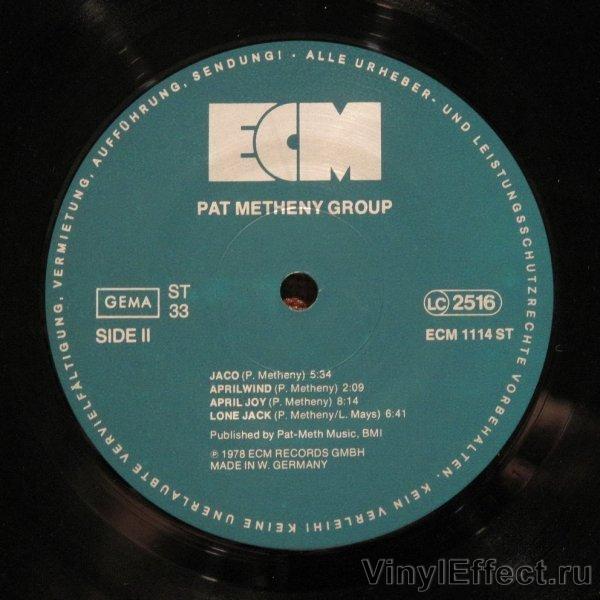 ALLE URHEBER- UND LEISTUNGSSCHUTZRECHTE VORBEHALTEN. KEIN VERLEIH! KEINE UNERLAUBTE VERVIELFÄLTIGUNG, VERMIETUNG, AUFFÜHRUNG, SENDUNG! ·
ECM
PAT METHENY GROUP
GEMA
ST
33
SIDE II
LC 2516
ECM 1114 ST
JACO (P. Metheny) 5:34
APRILWIND (P. Metheny) 2:09
APRIL JOY (P. Metheny) 8:14
LONE JACK (P. Metheny/L. Mays) 6:41
Published by Pat-Meth Music, BMI
℗ 1978 ECM RECORDS GMBH
MADE IN W. GERMANY
VinylEffect.ru